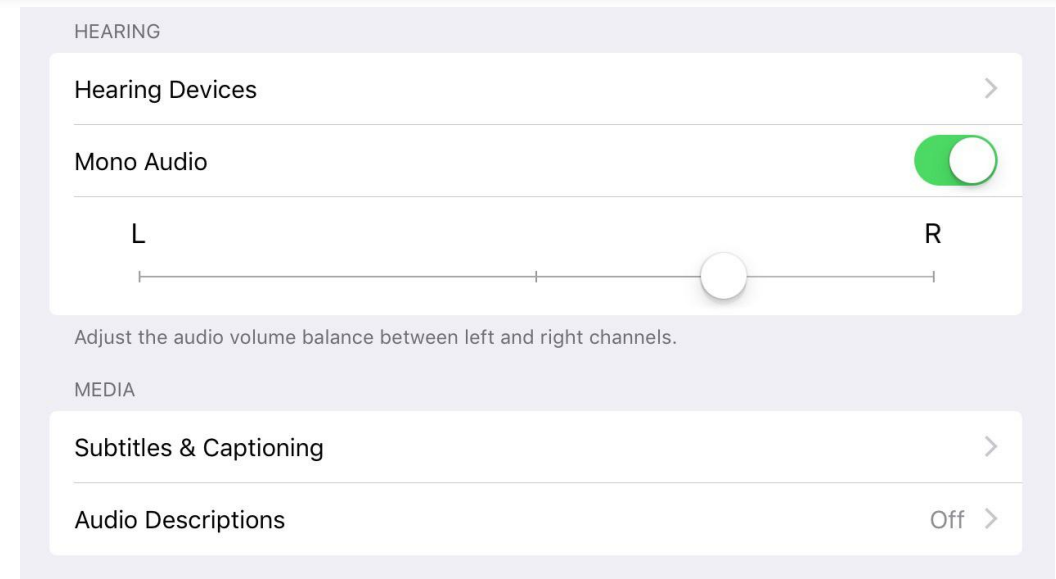 HEARING
Hearing Devices
Mono Audio
L R
Adjust the audio volume balance between left and right channels.
MEDIA
Subtitles & Captioning
Audio Descriptions Off